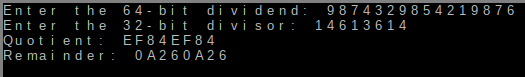 Enter the 64-bit dividend: 9874329854219876
Enter the 32-bit divisor: 14613614
Quotient: EF84EF84
Remainder: 0A260A26